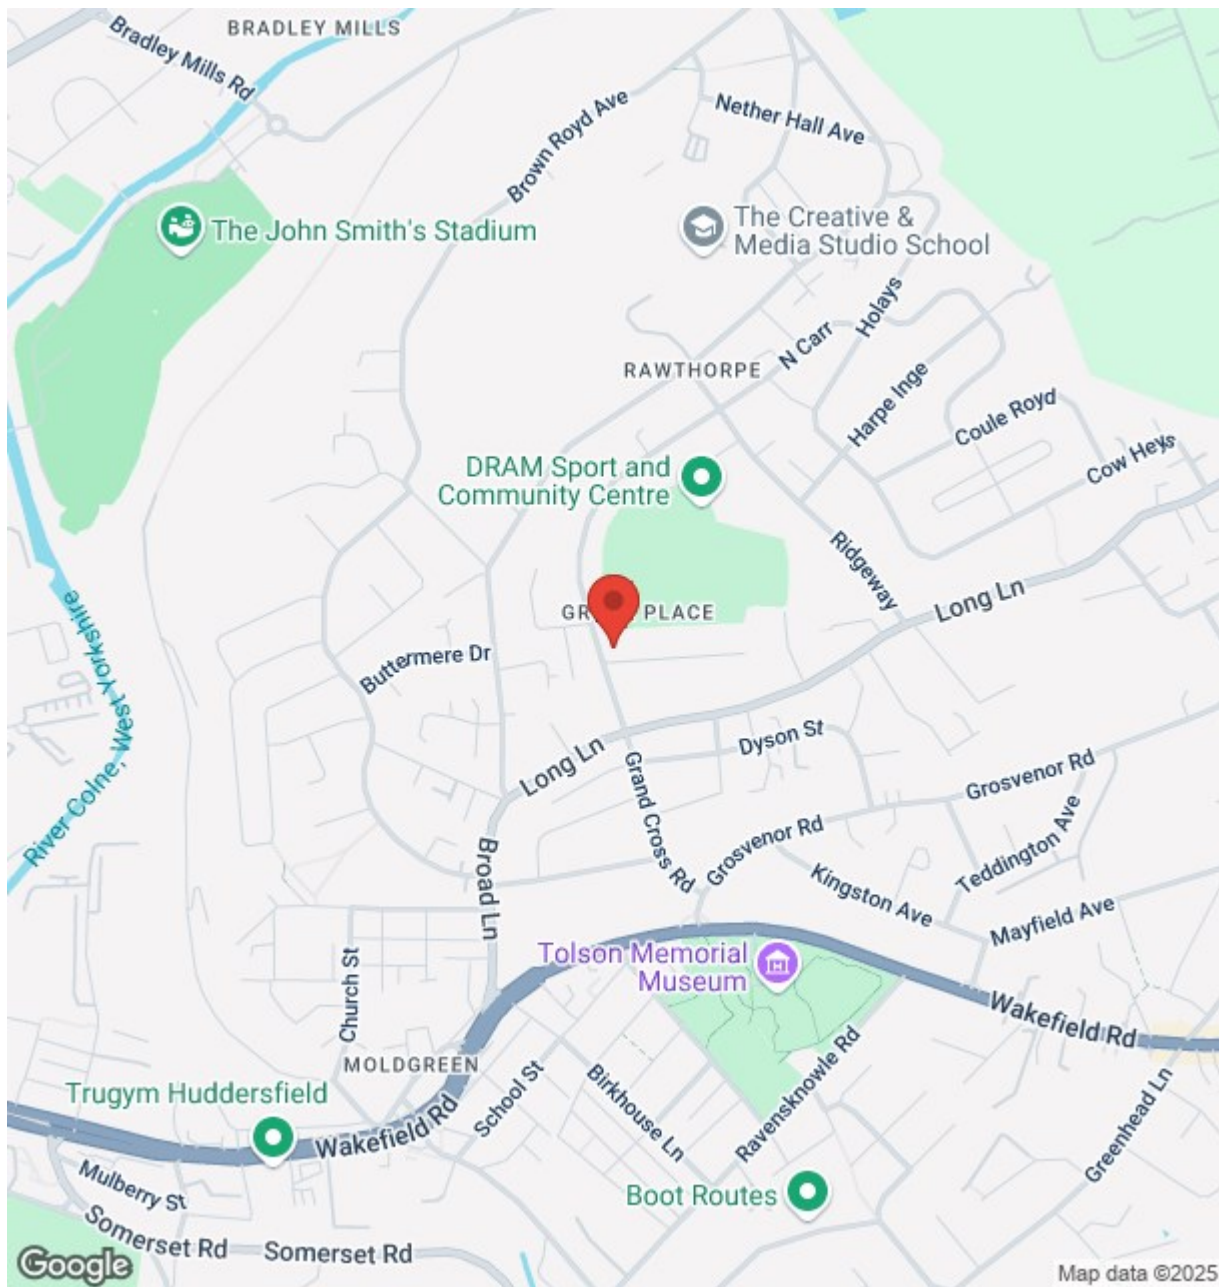 BRADLEY MILLS
Bradley Mills Rd
Brown Royd Ave
Nether Hall Ave
The John Smith's Stadium
The Creative &
Media Studio School
Holays
N Carr
RAWTHORPE
Harpe Inge
Coule Royd
Cow Heys
DRAM Sport and
Community Centre
Ridgeway
Long Ln
PLACE
River Colne, West Yorkshire
Buttermere Dr
Dyson St
Long Ln
Grand Cross Rd
Grosvenor Rd
Grosvenor Rd
Teddington Ave
Kingston Ave
Mayfield Ave
Broad Ln
Church St
Tolson Memorial
Museum
Wakefield Rd
MOLDGREEN
School St
Birkhouse Ln
Ravensknowle Rd
Greenhead Ln
Trugym Huddersfield
Wakefield Rd
Mulberry St
Boot Routes
Somerset Rd
Somerset Rd
Google
Map data ©2025